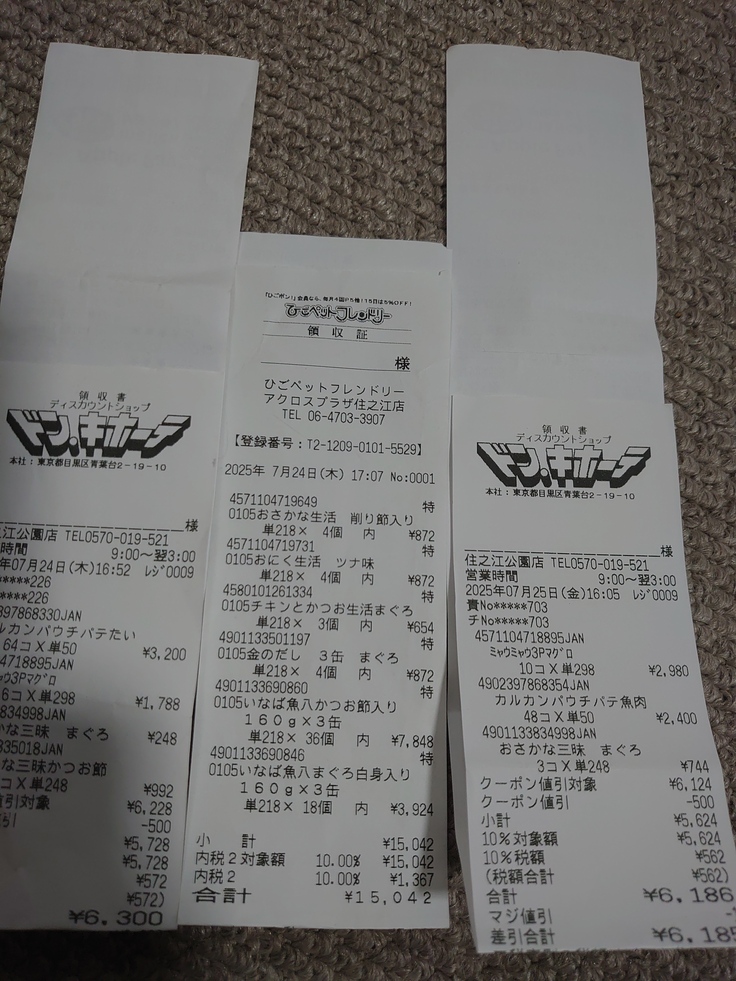 領収書
ディスカウントショップ
ドン.キホーテ
本社:東京都目黒区青葉台2-19-10
様
江公園店 TEL0570-019-521
時間 9:00~翌3:00
年07月24日(木)16:52 レジ0009
****226
****226
397868330JAN
ルカンパウチパテたい
64コX単50 ¥3,200
4718895JAN
ウ3Pマグロ
6コX単298 ¥1,788
834998JAN
かな三昧 まぐろ ¥248
335018JAN
な三昧かつお節
コX単248 ¥992
値引対象 ¥6,228
引 -500
¥5,728
¥5,728
¥572
¥572)
¥6,300
「ひごポン!」会員なら、毎月4回P5倍!15日は5%OFF!
ひごペットフレンドリー
領収証
様
ひごペットフレンドリー
アクロスプラザ住之江店
TEL 06-4703-3907
【登録番号:T2-1209-0101-5529】
2025年 7月24日(木) 17:07 No:0001
4571104719649 特
0105おさかな生活 削り節入り
単218× 4個 内 ¥872
4571104719731 特
0105おにく生活 ツナ味
単218× 4個 内 ¥872
4580101261334 特
0105チキンとかつお生活まぐろ
単218× 3個 内 ¥654
4901133501197 特
0105金のだし 3缶 まぐろ
単218× 4個 内 ¥872
4901133690860 特
0105いなば魚八かつお節入り
160g×3缶
単218× 36個 内 ¥7,848
4901133690846 特
0105いなば魚八まぐろ白身入り
160g×3缶
単218× 18個 内 ¥3,924
小計 ¥15,042
内税2対象額 10.00% ¥15,042
内税2 10.00% ¥1,367
合計 ¥15,042
領収書
ディスカウントショップ
ドン.キホーテ
本社:東京都目黒区青葉台2-19-10
様
住之江公園店 TEL0570-019-521
営業時間 9:00~翌3:00
2025年07月25日(金)16:05 レジ0009
責No*****703
チNo*****703
4571104718895JAN
ミャウミャウ3Pマグロ
10コX単298 ¥2,980
4902397868354JAN
カルカンパウチパテ魚肉
48コX単50 ¥2,400
4901133834998JAN
おさかな三昧 まぐろ
3コX単248 ¥744
クーポン値引対象 ¥6,124
クーポン値引 -500
小計 ¥5,624
10%対象額 ¥5,624
10%税額 ¥562
(税額合計 ¥562)
合計 ¥6,186
マジ値引 -
差引合計 ¥6,185